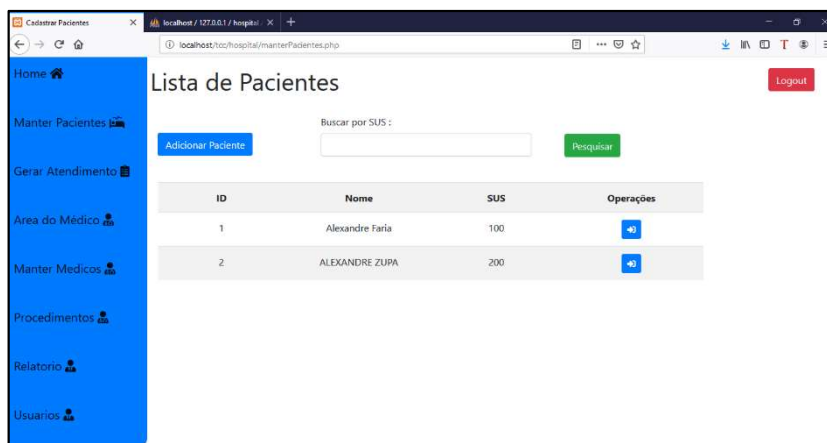 Cadastrar Pacientes
localhost / 127.0.0.1 / hospital
localhost/tcc/hospital/manterPacientes.php
Home
Lista de Pacientes
Logout
Manter Pacientes
Buscar por SUS :
Adicionar Paciente
Pesquisar
Gerar Atendimento
ID Nome SUS Operações
Area do Médico
1 Alexandre Faria 100
2 ALEXANDRE ZUPA 200
Manter Medicos
Procedimentos
Relatorio
Usuarios